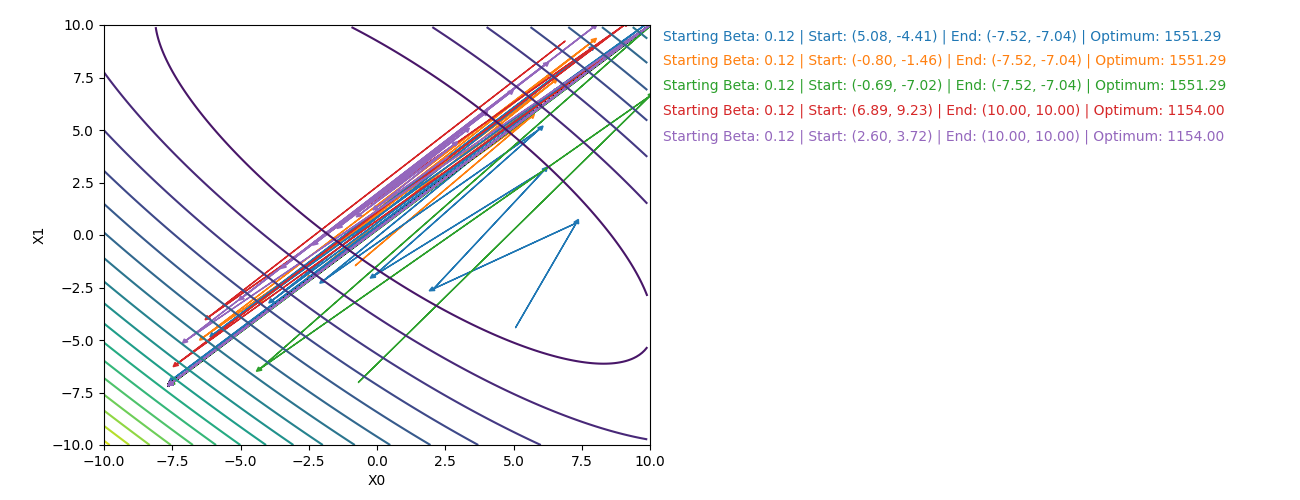 10.0
7.5
5.0
2.5
0.0
−2.5
−5.0
−7.5
−10.0
X1
−10.0 −7.5 −5.0 −2.5 0.0 2.5 5.0 7.5 10.0
X0
Starting Beta: 0.12 | Start: (5.08, -4.41) | End: (-7.52, -7.04) | Optimum: 1551.29
Starting Beta: 0.12 | Start: (-0.80, -1.46) | End: (-7.52, -7.04) | Optimum: 1551.29
Starting Beta: 0.12 | Start: (-0.69, -7.02) | End: (-7.52, -7.04) | Optimum: 1551.29
Starting Beta: 0.12 | Start: (6.89, 9.23) | End: (10.00, 10.00) | Optimum: 1154.00
Starting Beta: 0.12 | Start: (2.60, 3.72) | End: (10.00, 10.00) | Optimum: 1154.00